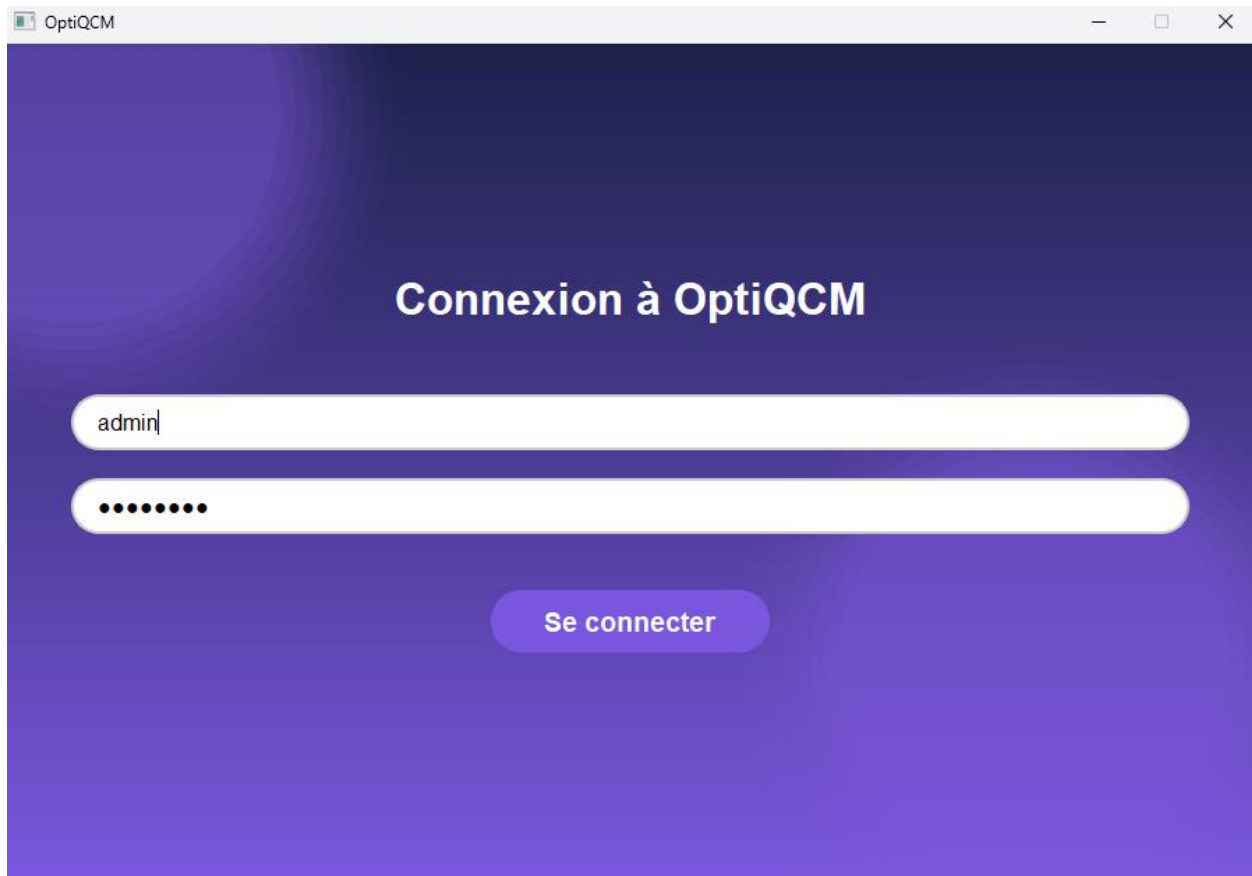 OptiQCM
Connexion à OptiQCM
admin
••••••••
Se connecter